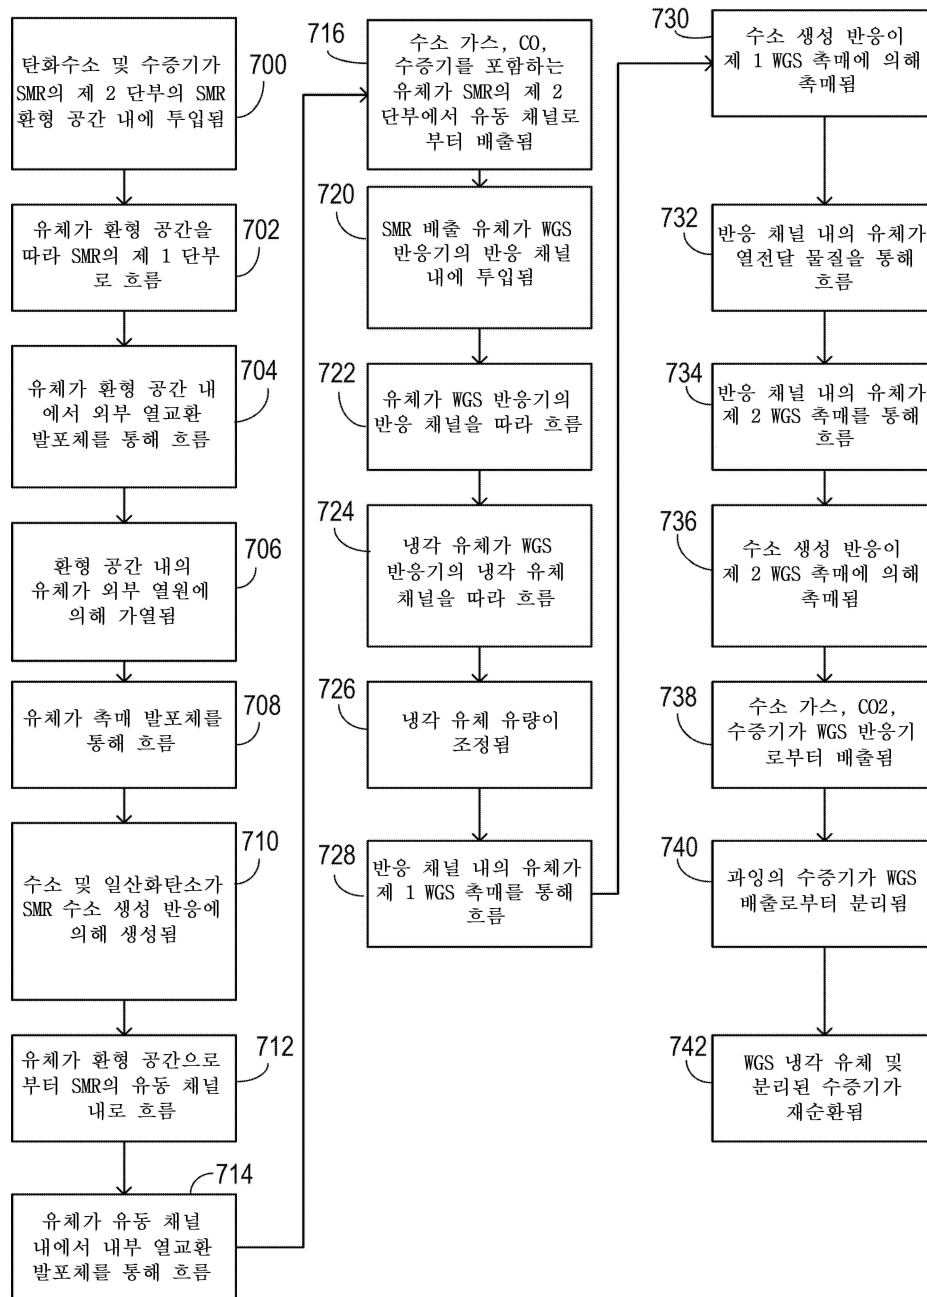 탄화수소 및 수증기가
SMR의 제 2 단부의 SMR
환형 공간 내에 투입됨
700
유체가 환형 공간을
따라 SMR의 제 1 단부
로 흐름
702
유체가 환형 공간 내
에서 외부 열교환
발포체를 통해 흐름
704
환형 공간 내의
유체가 외부 열원에
의해 가열됨
706
유체가 촉매 발포체를
통해 흐름
708
수소 및 일산화탄소가
SMR 수소 생성 반응에
의해 생성됨
710
유체가 환형 공간으로
부터 SMR의 유동 채널
내로 흐름
712
714
유체가 유동 채널
내에서 내부 열교환
발포체를 통해 흐름
716
수소 가스, CO,
수증기를 포함하는
유체가 SMR의 제 2
단부에서 유동 채널로
부터 배출됨
720
SMR 배출 유체가 WGS
반응기의 반응 채널
내에 투입됨
722
유체가 WGS 반응기의
반응 채널을 따라 흐름
724
냉각 유체가 WGS
반응기의 냉각 유체
채널을 따라 흐름
726
냉각 유체 유량이
조정됨
728
반응 채널 내의 유체가
제 1 WGS 촉매를 통해
흐름
730
수소 생성 반응이
제 1 WGS 촉매에 의해
촉매됨
732
반응 채널 내의 유체가
열전달 물질을 통해
흐름
734
반응 채널 내의 유체가
제 2 WGS 촉매를 통해
흐름
736
수소 생성 반응이
제 2 WGS 촉매에 의해
촉매됨
738
수소 가스, CO2,
수증기가 WGS 반응기
로부터 배출됨
740
과잉의 수증기가 WGS
배출로부터 분리됨
742
WGS 냉각 유체 및
분리된 수증기가
재순환됨